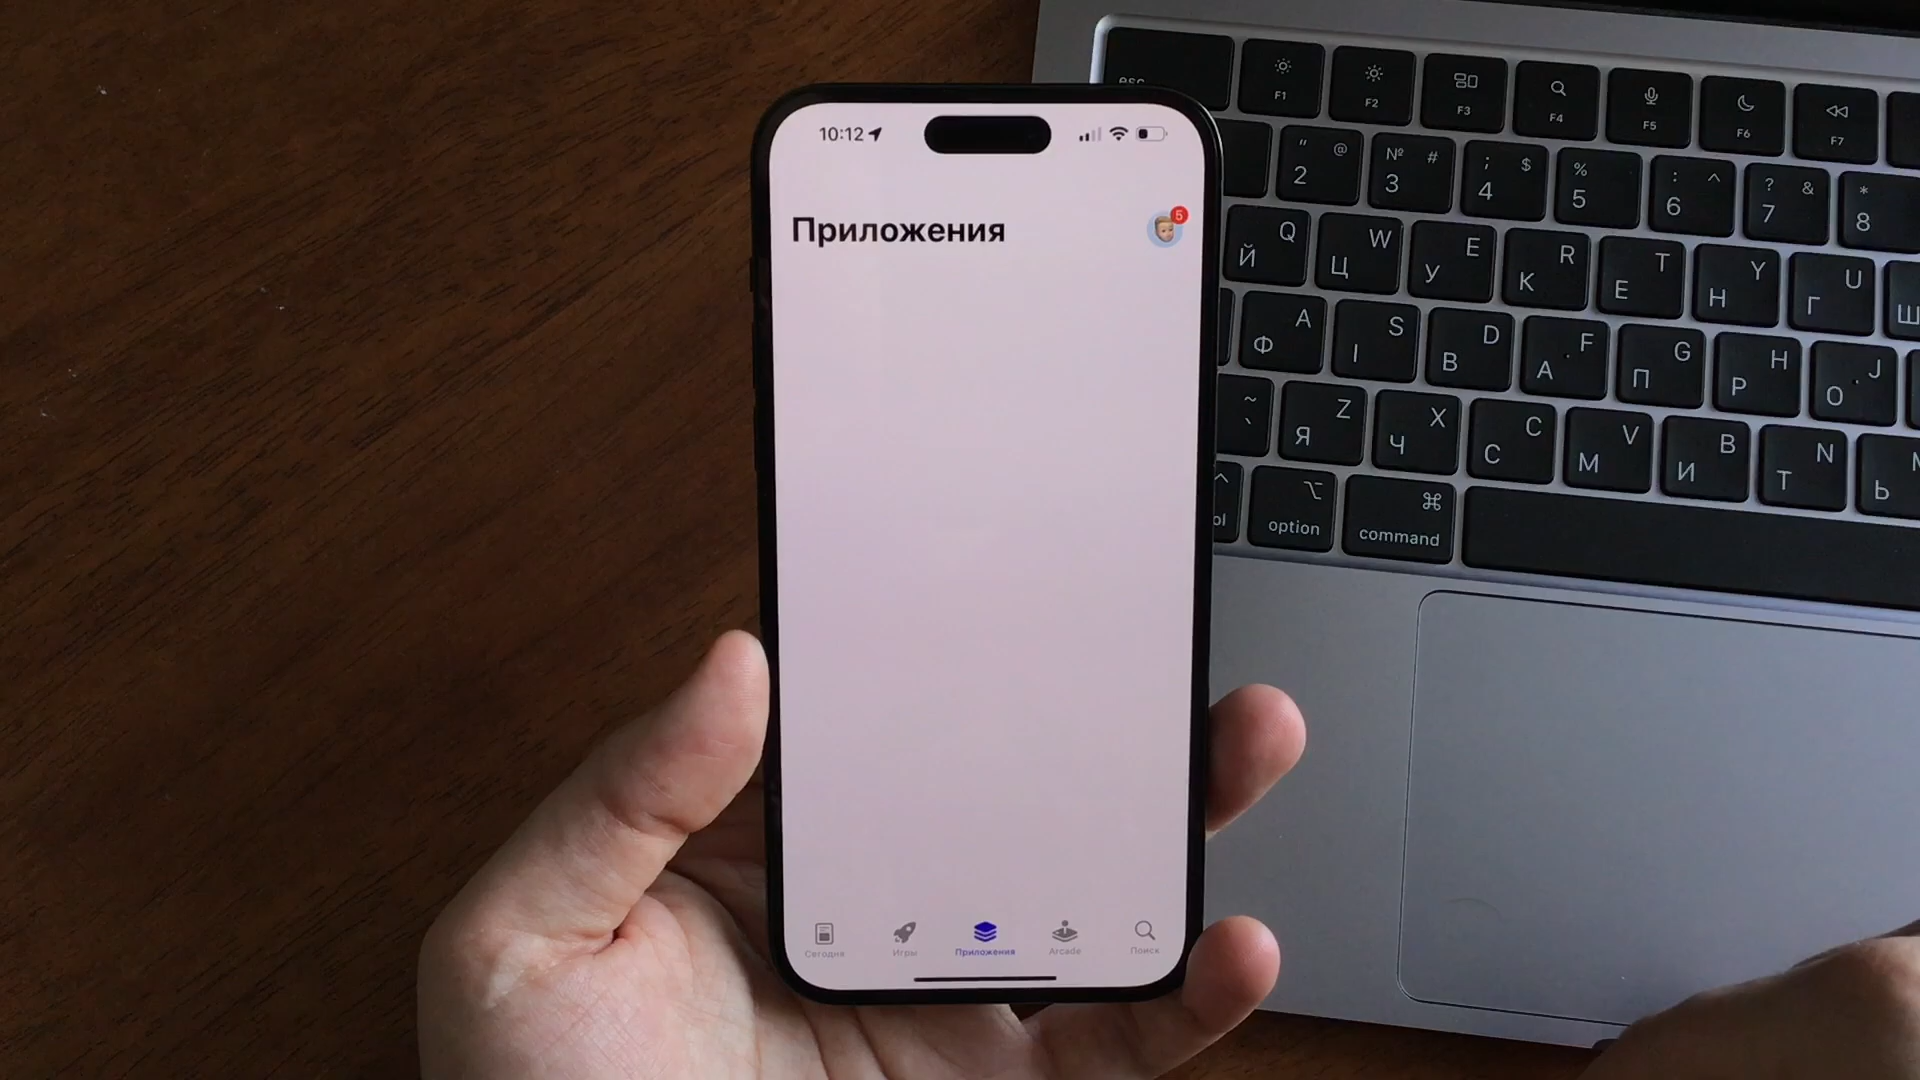 10:12
Приложения
5
Сегодня
Игры
Приложения
Arcade
Поиск
esc
F1
F2
F3
F4
F5
F6
F7
" @
2
№ #
3
; $
4
%
5
: ^
6
? &
7
*
8
Q
Й
W
Ц
E
У
R
К
T
Е
Y
Н
U
Г
Ш
A
Ф
S
І
D
В
F
А
G
П
H
Р
J
О
~
`
Z
Я
X
Ч
C
С
V
М
B
И
N
Т
Ь
option
command